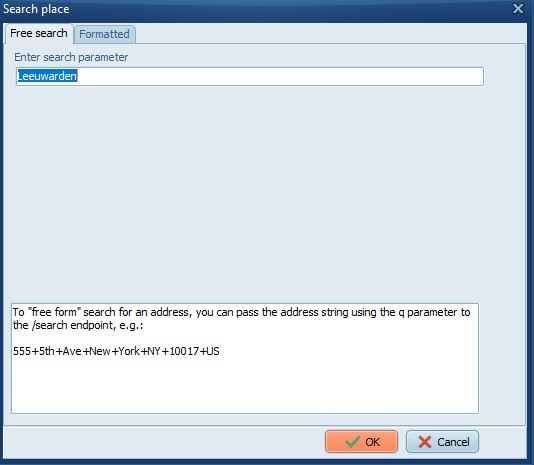 Search place
Free search
Formatted
Enter search parameter
Leeuwarden
To "free form" search for an address, you can pass the address string using the q parameter to
the /search endpoint, e.g.:
555+5th+Ave+New+York+NY+10017+US
OK
Cancel